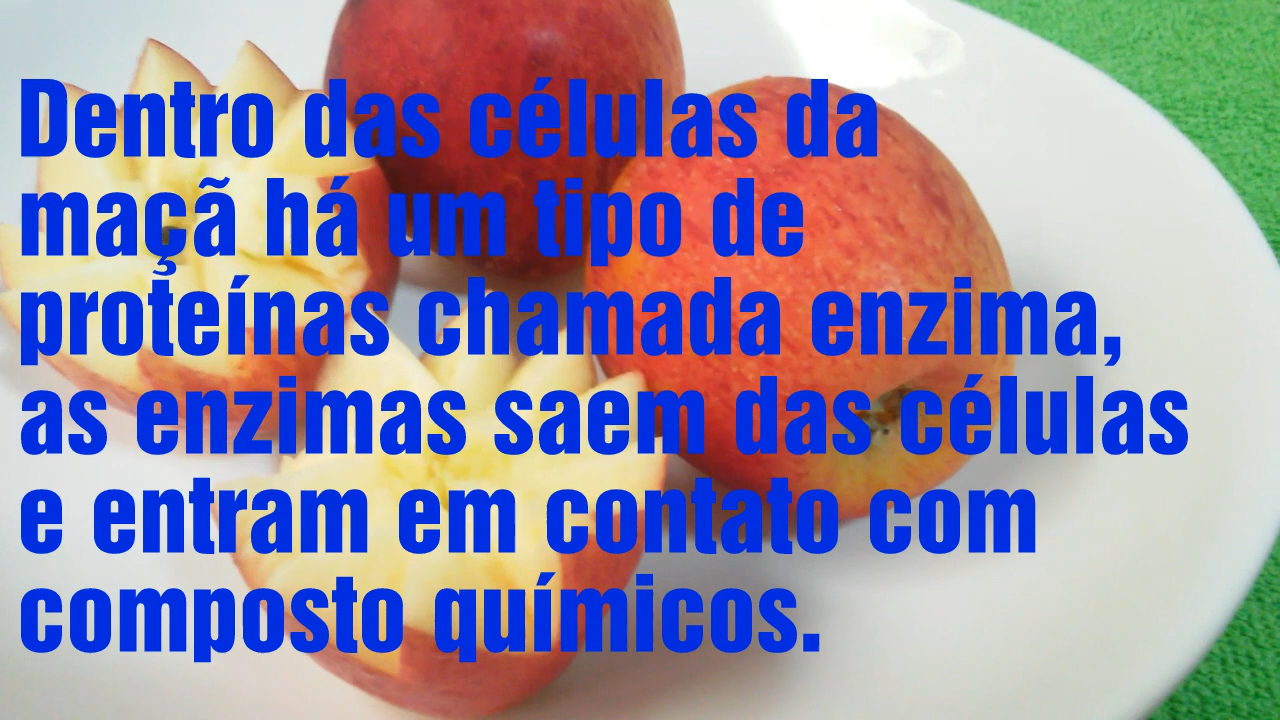 Dentro das células da
maçã há um tipo de
proteínas chamada enzima,
as enzimas saem das células
e entram em contato com
composto químicos.